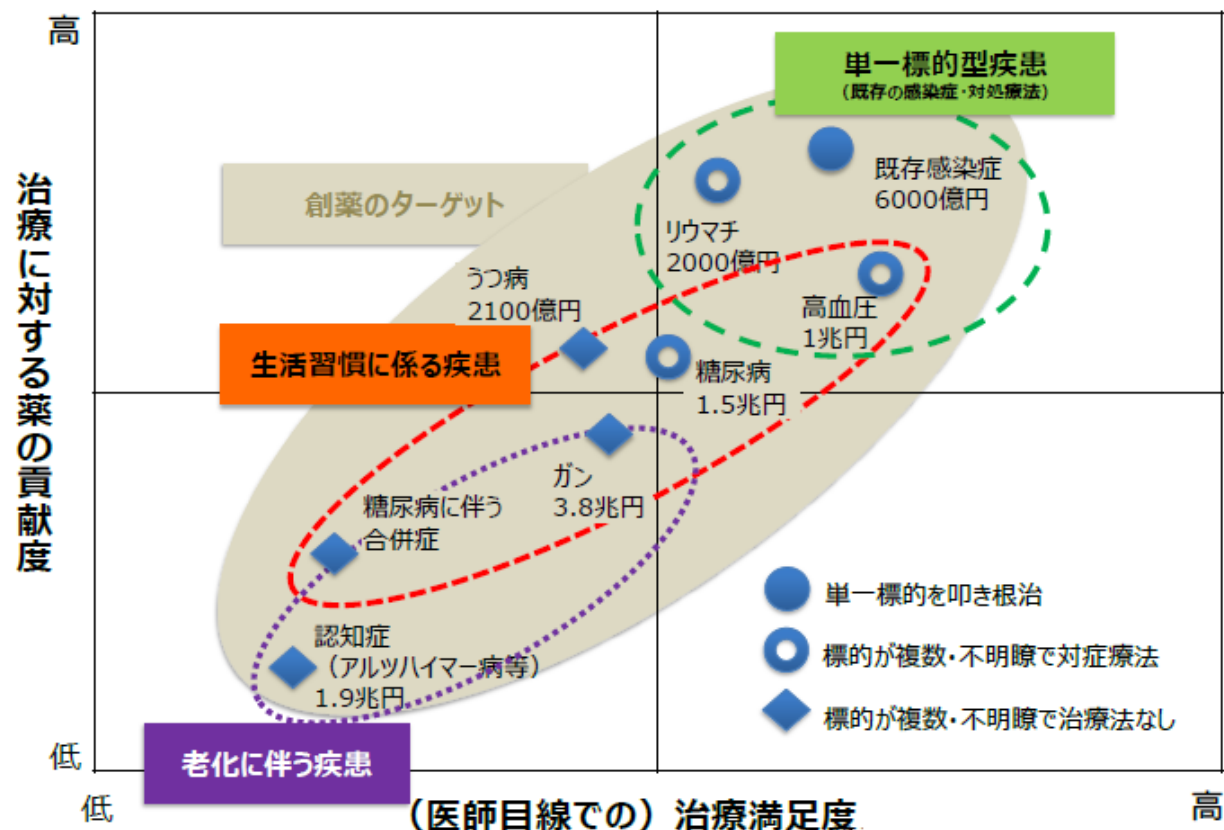 高
単一標的型疾患
(既存の感染症・対処療法)
治療に対する薬の貢献度
創薬のターゲット
既存感染症
6000億円
リウマチ
2000億円
うつ病
2100億円
高血圧
1兆円
生活習慣に係る疾患
糖尿病
1.5兆円
ガン
3.8兆円
糖尿病に伴う
合併症
単一標的を叩き根治
認知症
（アルツハイマー病等）
1.9兆円
標的が複数・不明瞭で対症療法
標的が複数・不明瞭で治療法なし
老化に伴う疾患
低
低
（医師目線での）治療満足度
高